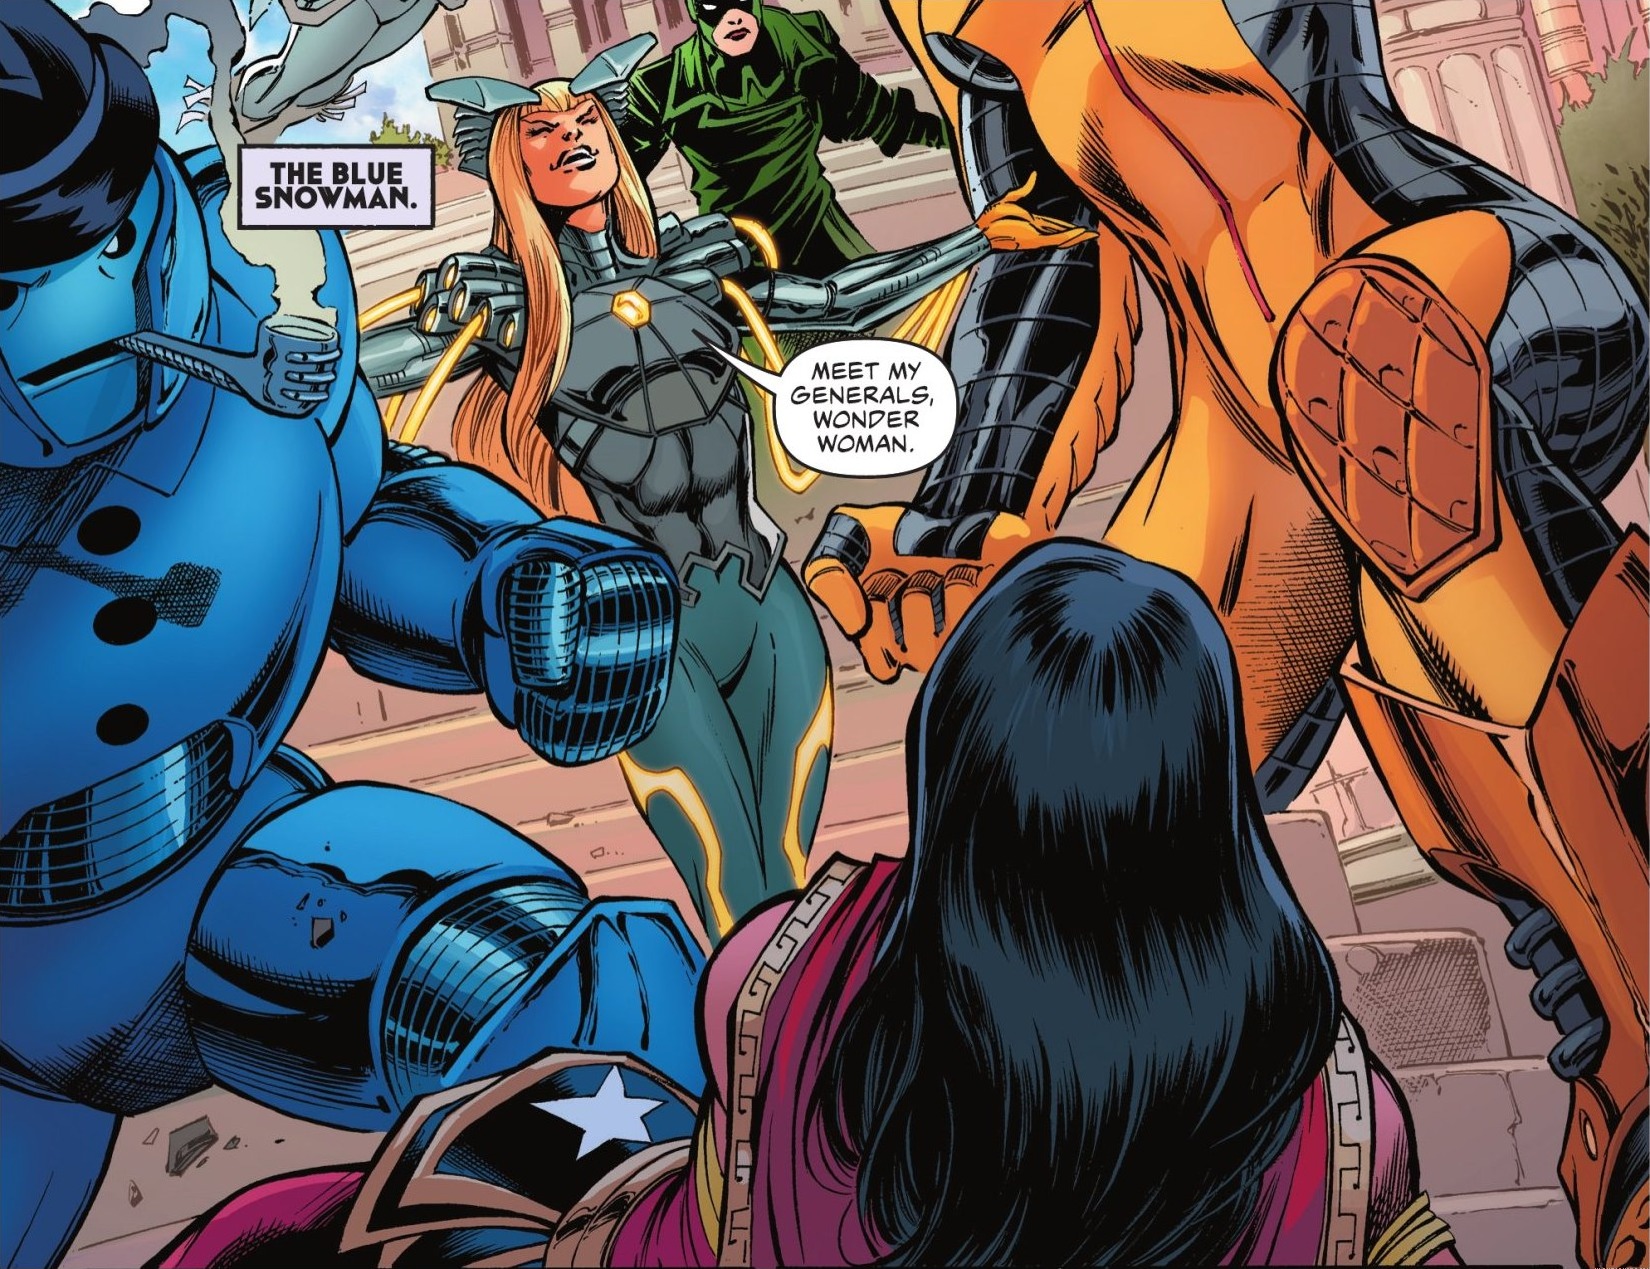 THE BLUE
SNOWMAN.
MEET MY
GENERALS,
WONDER
WOMAN.